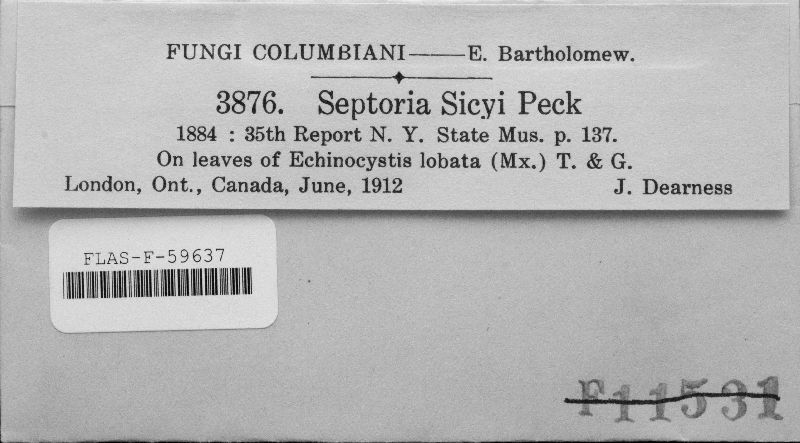 FUNGI COLUMBIANI——E. Bartholomew.
3876. Septoria Sicyi Peck
1884 : 35th Report N. Y. State Mus. p. 137.
On leaves of Echinocystis lobata (Mx.) T. & G.
London, Ont., Canada, June, 1912 J. Dearness
FLAS-F-59637
F11531